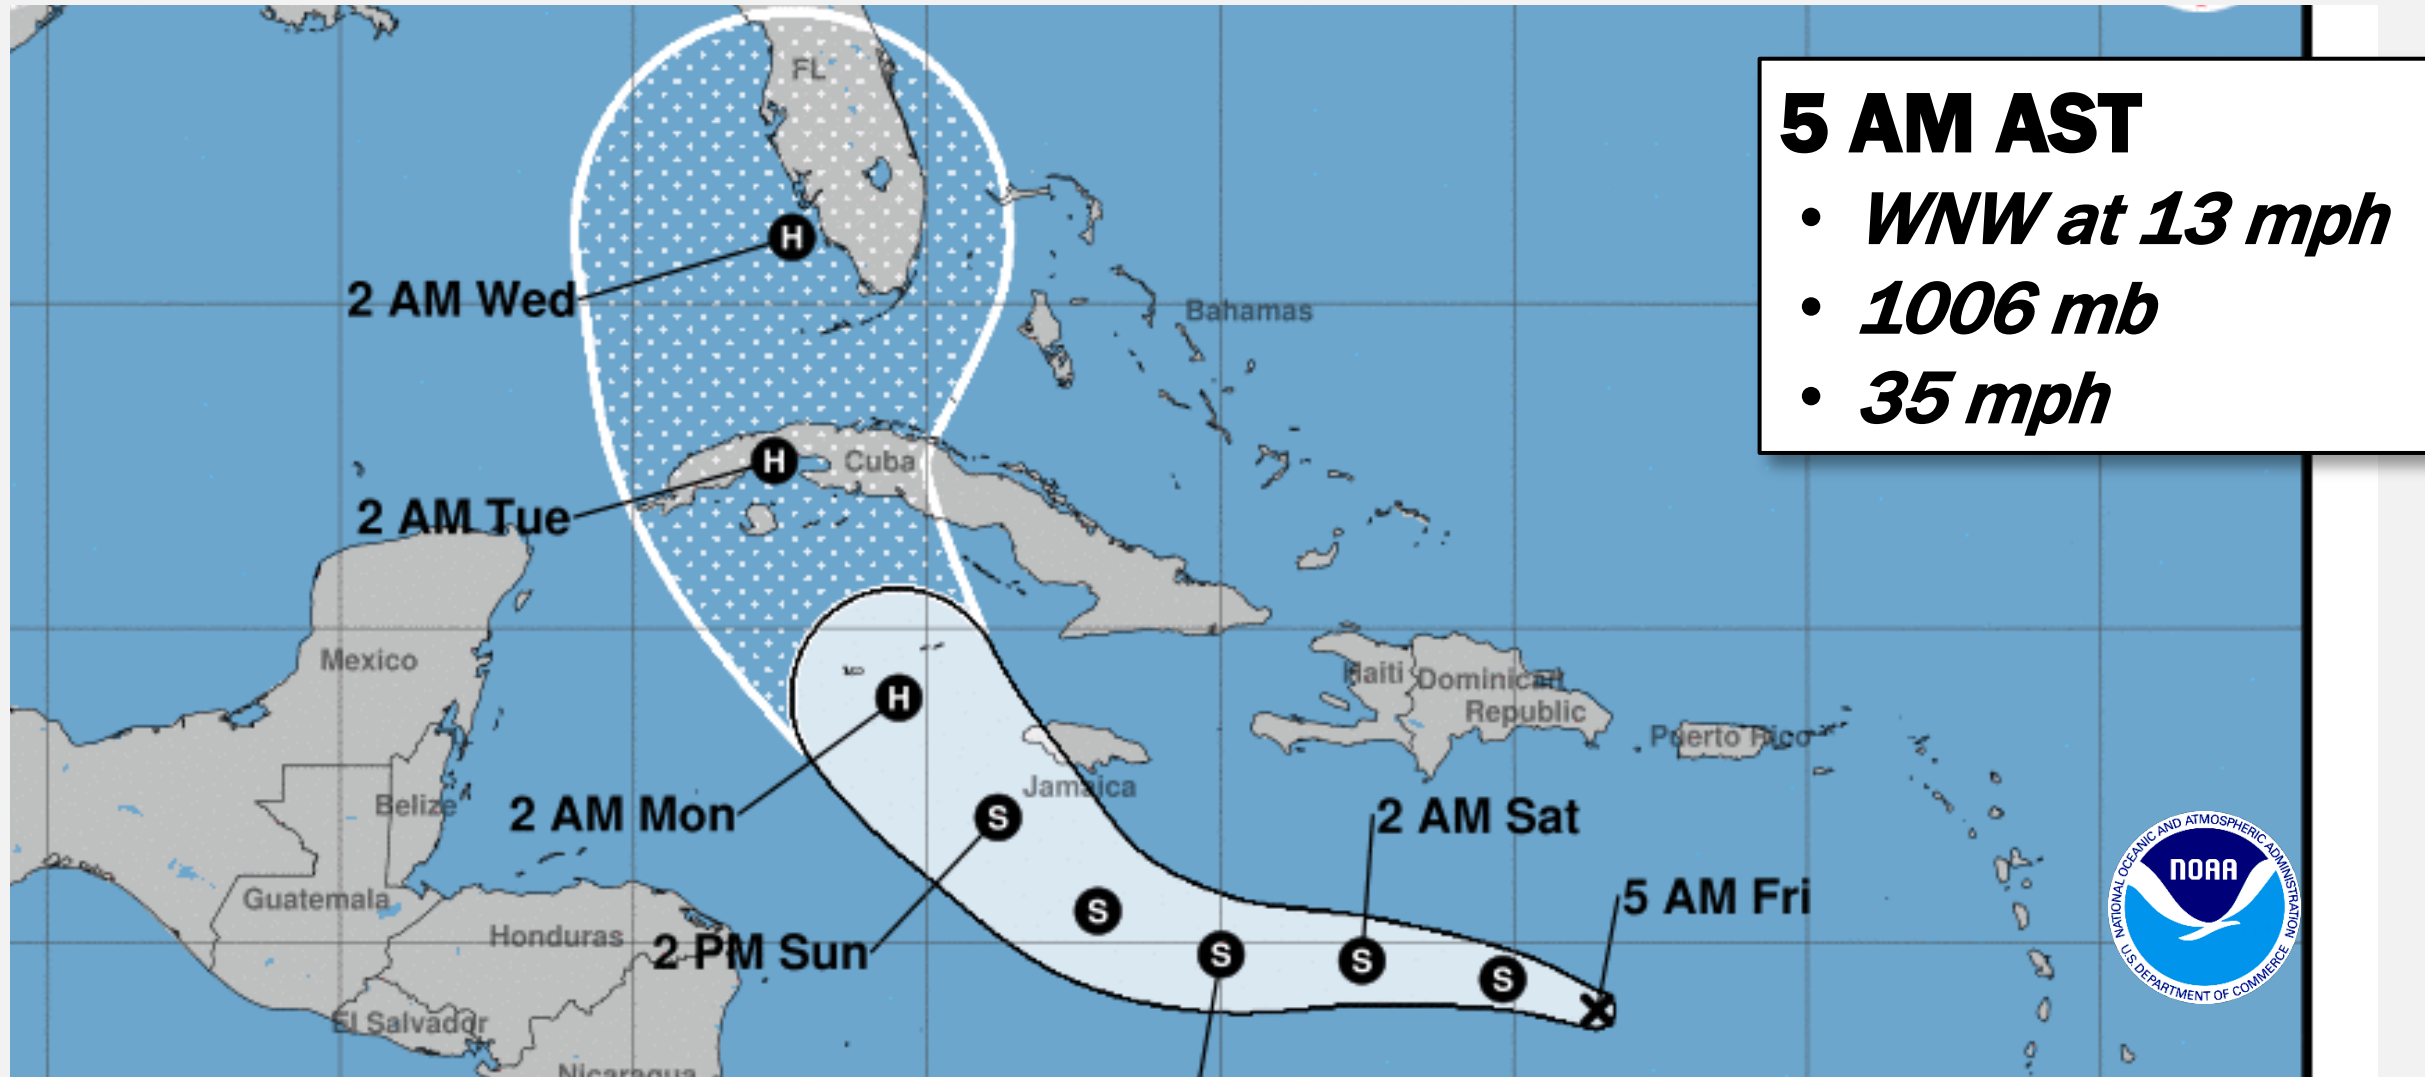 FL
5 AM AST
• WNW at 13 mph
• 1006 mb
• 35 mph
H
2 AM Wed
Bahamas
H
Cuba
2 AM Tue
Mexico
Haiti
Dominican
Republic
H
Puerto Rico
Jamaica
Belize
2 AM Mon
S
2 AM Sat
NATIONAL OCEANIC AND ATMOSPHERIC ADMINISTRATION
NOAA
U.S. DEPARTMENT OF COMMERCE
Guatemala
5 AM Fri
S
Honduras
2 PM Sun
S
S
S
X
El Salvador
Nicaragua